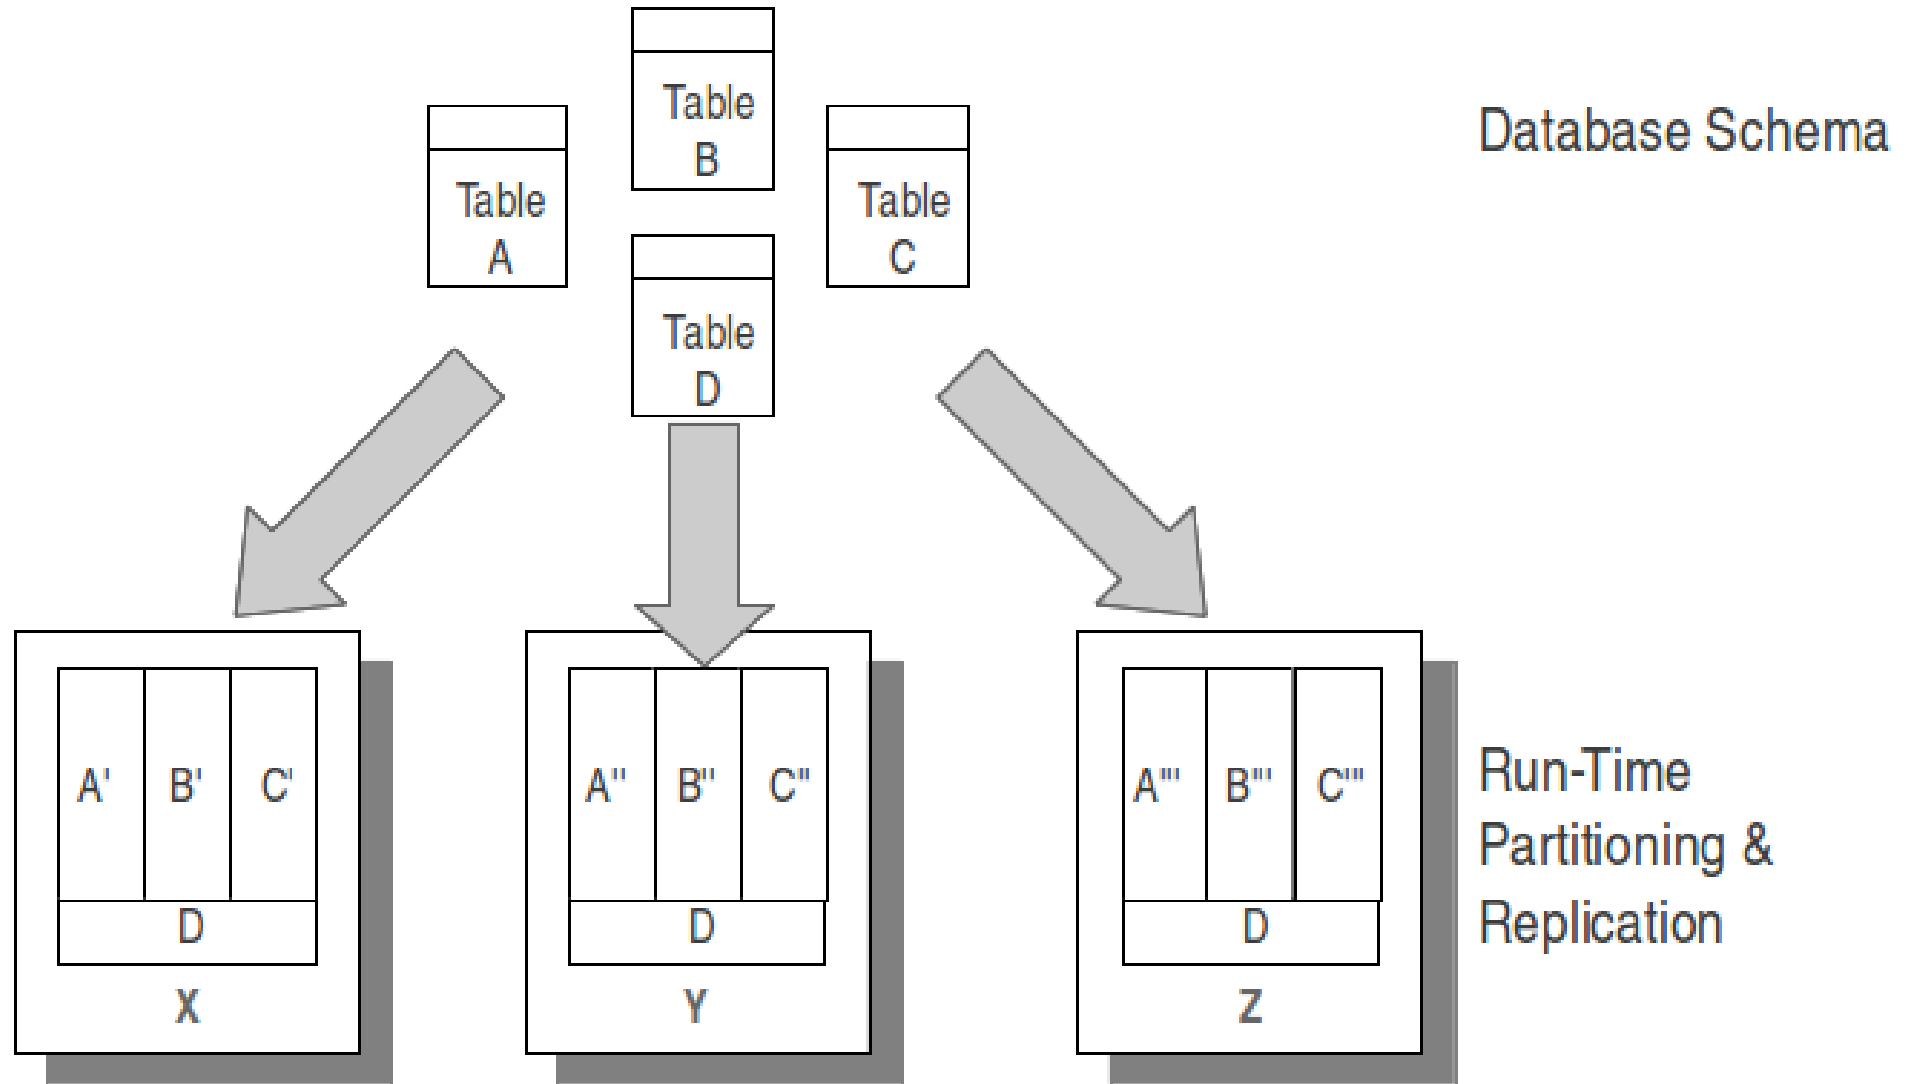 Table
B
Table
A
Table
C
Table
D
Database Schema
A' B' C'
D
X
A'' B'' C''
D
Y
A''' B''' C'''
D
Z
Run-Time
Partitioning &
Replication